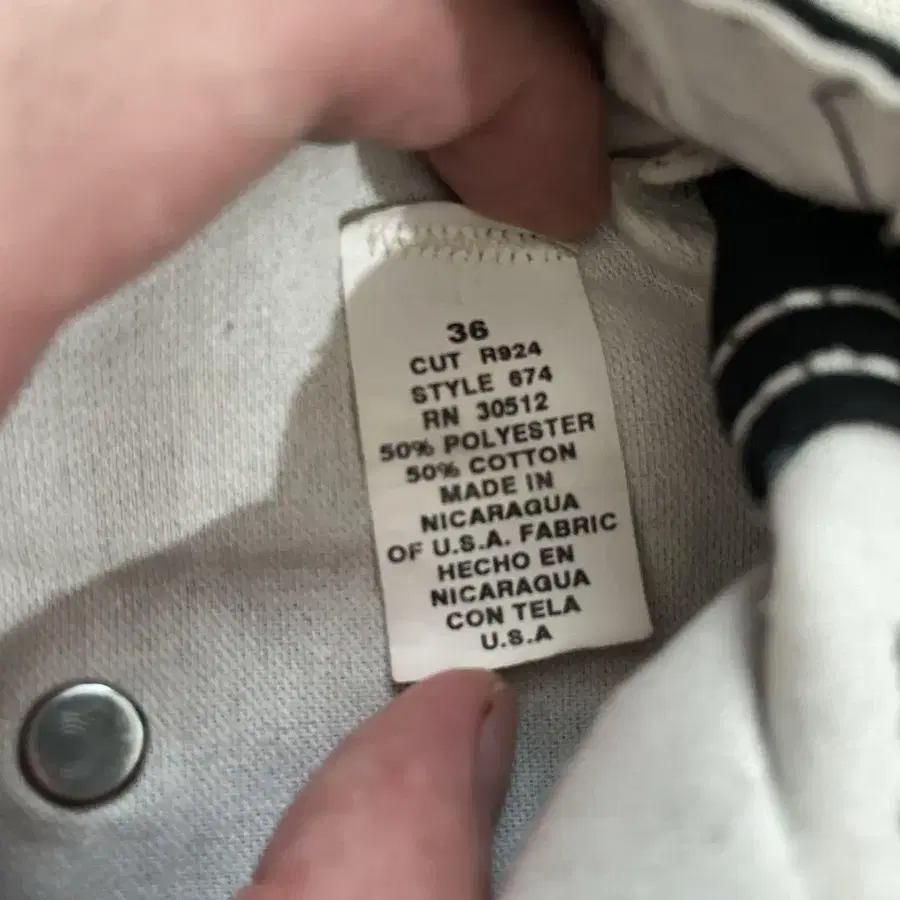 36
CUT R924
STYLE 674
RN 30512
50% POLYESTER
50% COTTON
MADE IN
NICARAGUA
OF U.S.A. FABRIC
HECHO EN
NICARAGUA
CON TELA
U.S.A